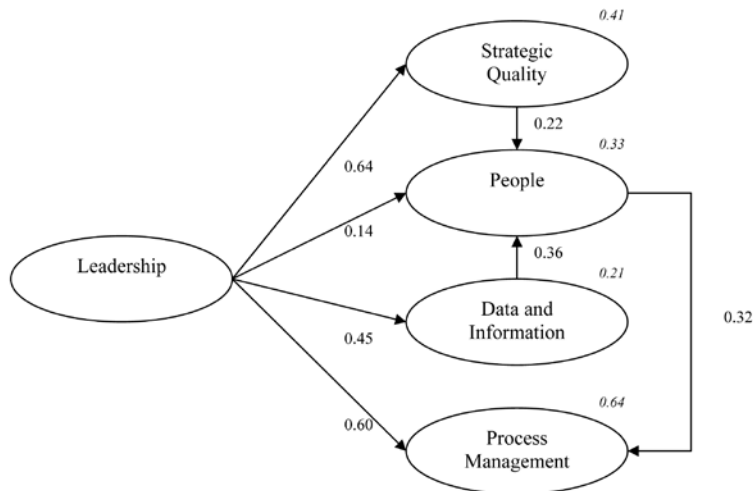 0.41
Strategic
Quality
0.22
0.33
0.64
People
0.14
0.36
Leadership
0.21
Data and
Information
0.45
0.32
0.64
0.60
Process
Management